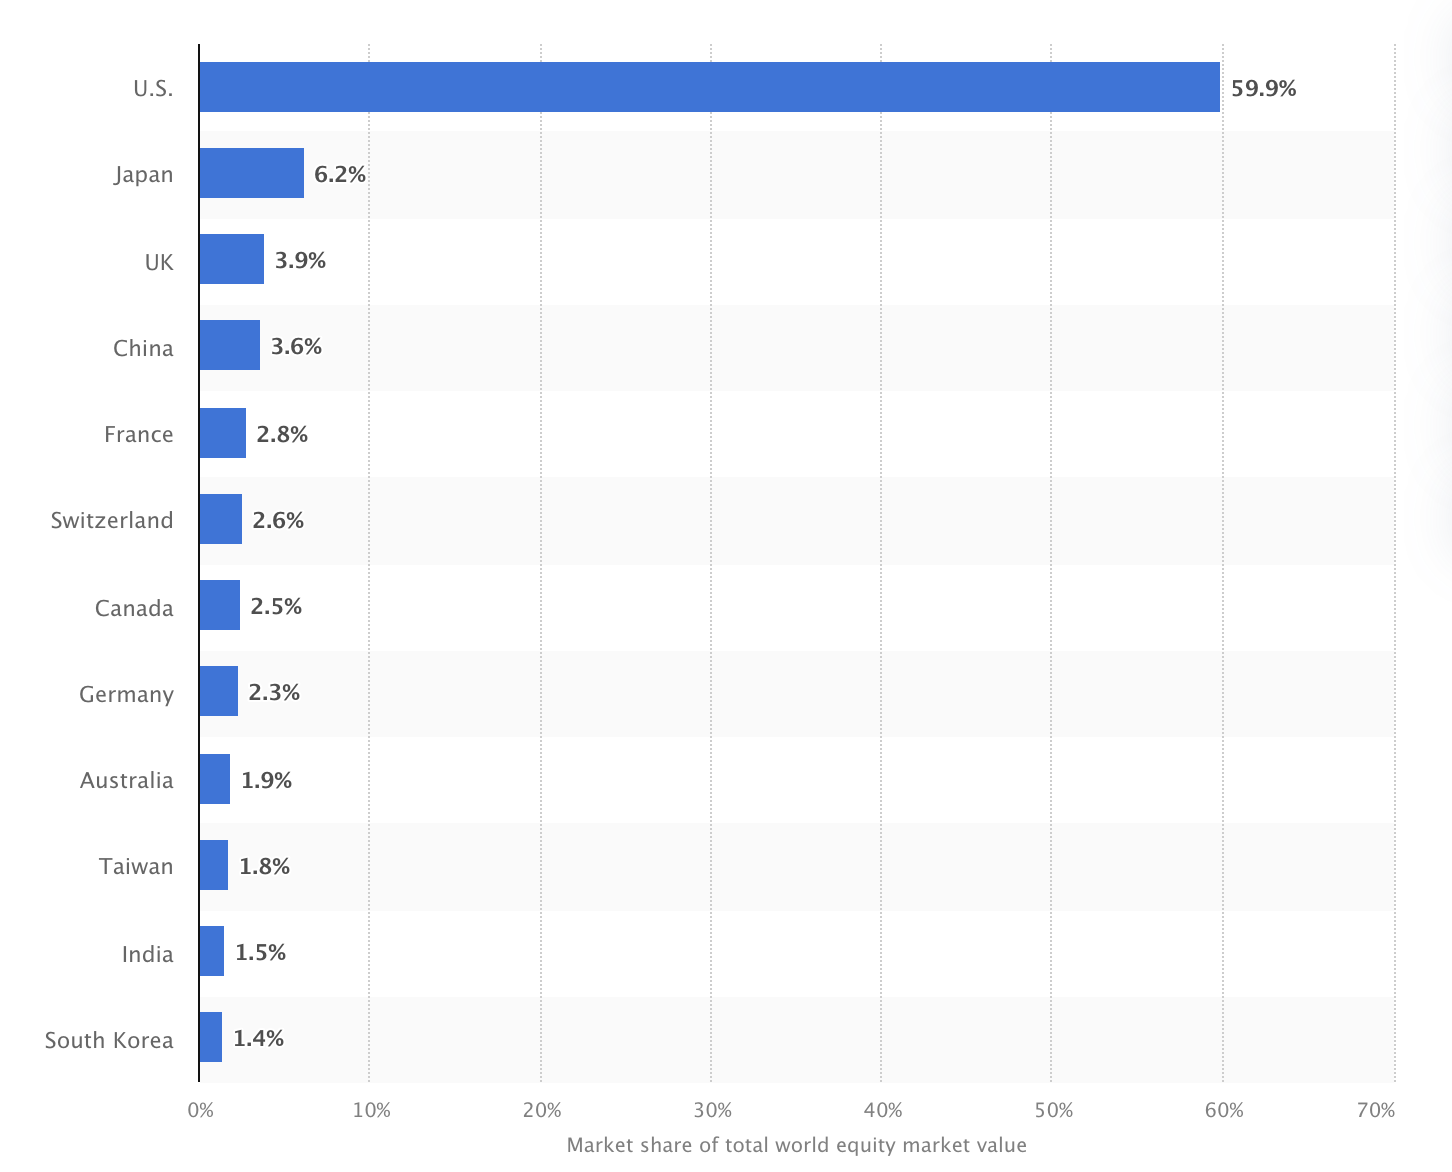 U.S. 59.9%
Japan 6.2%
UK 3.9%
China 3.6%
France 2.8%
Switzerland 2.6%
Canada 2.5%
Germany 2.3%
Australia 1.9%
Taiwan 1.8%
India 1.5%
South Korea 1.4%
0% 10% 20% 30% 40% 50% 60% 70%
Market share of total world equity market value